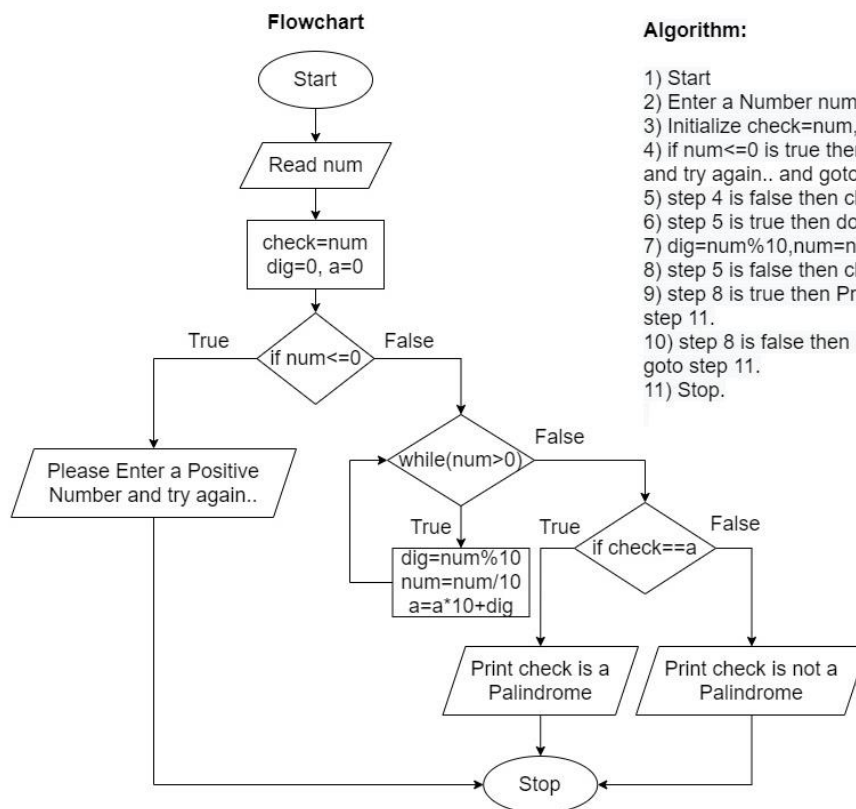 Flowchart
Start
Read num
check=num
dig=0, a=0
if num<=0
True
False
Please Enter a Positive
Number and try again..
while(num>0)
False
True
dig=num%10
num=num/10
a=a*10+dig
if check==a
True
False
Print check is a
Palindrome
Print check is not a
Palindrome
Stop
Algorithm:
1) Start
2) Enter a Number num
3) Initialize check=num,
4) if num<=0 is true
and try again.. and goto
5) step 4 is false then
6) step 5 is true then do
7) dig=num%10,
8) step 5 is false then
9) step 8 is true then
step 11.
10) step 8 is false then
goto step 11.
11) Stop.